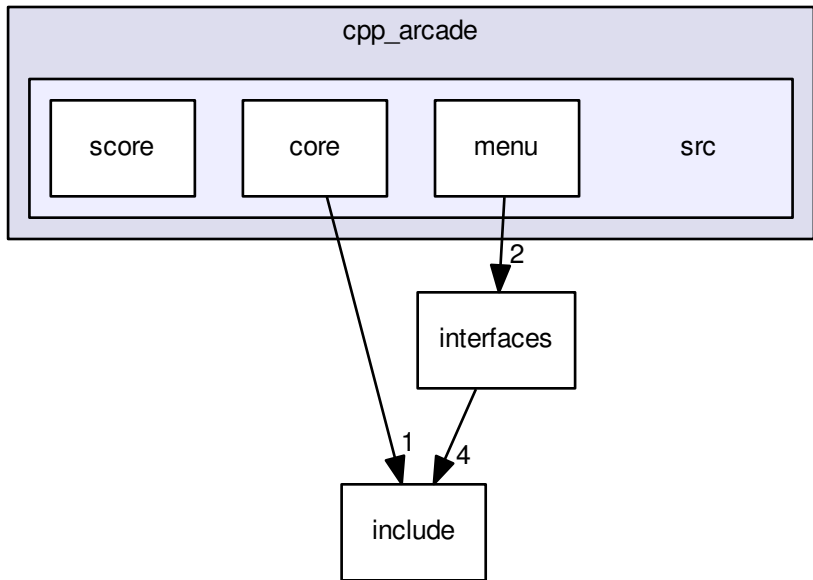 cpp_arcade
score
core
menu
src
2
interfaces
1
4
include